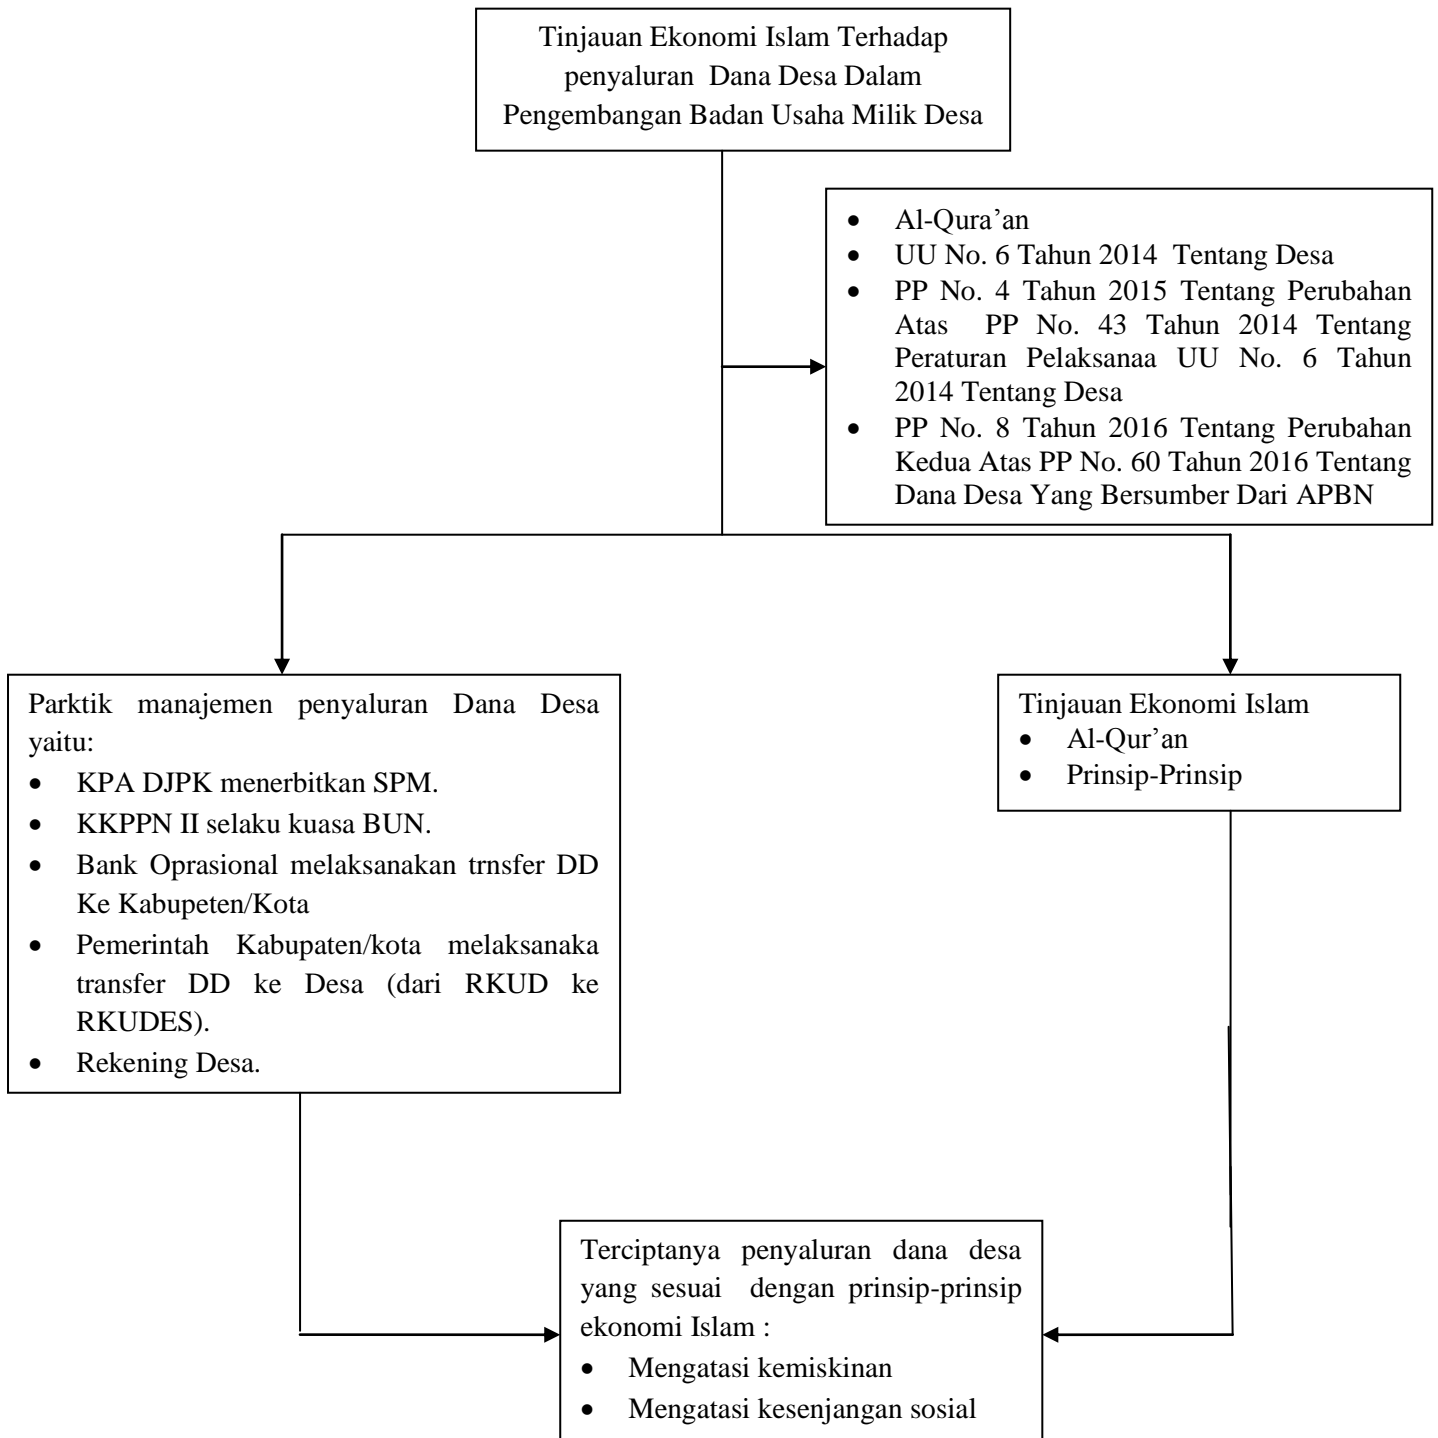 Tinjauan Ekonomi Islam Terhadap
penyaluran Dana Desa Dalam
Pengembangan Badan Usaha Milik Desa
• Al-Qura’an
• UU No. 6 Tahun 2014 Tentang Desa
• PP No. 4 Tahun 2015 Tentang Perubahan
Atas PP No. 43 Tahun 2014 Tentang
Peraturan Pelaksanaa UU No. 6 Tahun
2014 Tentang Desa
• PP No. 8 Tahun 2016 Tentang Perubahan
Kedua Atas PP No. 60 Tahun 2016 Tentang
Dana Desa Yang Bersumber Dari APBN
Parktik manajemen penyaluran Dana Desa
yaitu:
• KPA DJPK menerbitkan SPM.
• KKPPN II selaku kuasa BUN.
• Bank Oprasional melaksanakan trnsfer DD
Ke Kabupeten/Kota
• Pemerintah Kabupaten/kota melaksanaka
transfer DD ke Desa (dari RKUD ke
RKUDES).
• Rekening Desa.
Tinjauan Ekonomi Islam
• Al-Qur’an
• Prinsip-Prinsip
Terciptanya penyaluran dana desa
yang sesuai dengan prinsip-prinsip
ekonomi Islam :
• Mengatasi kemiskinan
• Mengatasi kesenjangan sosial